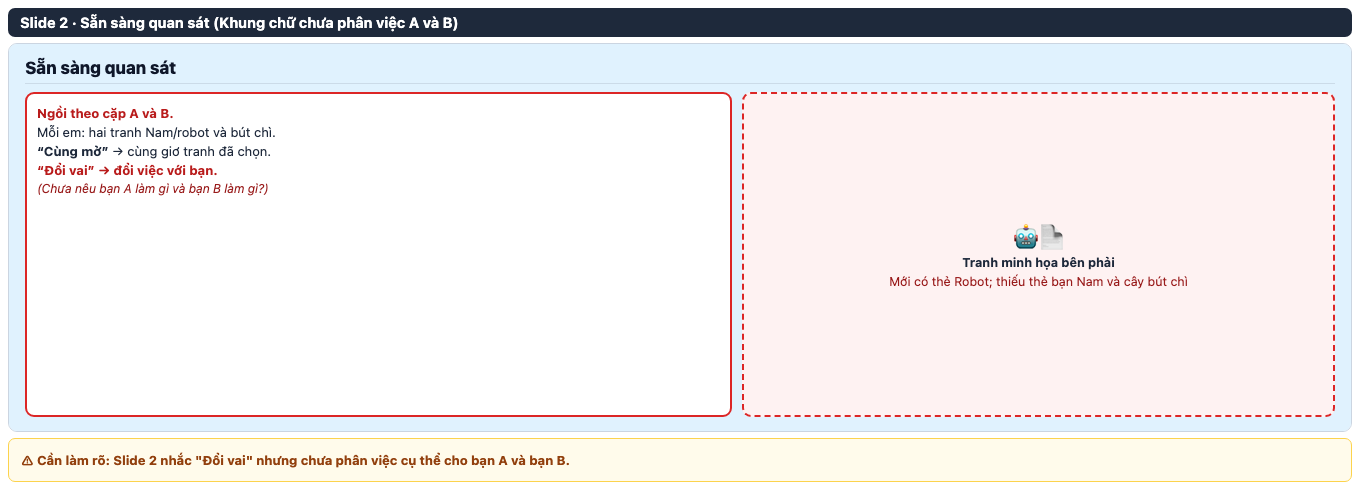 Slide 2 · Sẵn sàng quan sát (Khung chữ chưa phân việc A và B)
Sẵn sàng quan sát
Ngồi theo cặp A và B.
Mỗi em: hai tranh Nam/robot và bút chì.
“Cùng mở” → cùng giơ tranh đã chọn.
“Đổi vai” → đổi việc với bạn.
(Chưa nêu bạn A làm gì và bạn B làm gì?)
Tranh minh họa bên phải
Mới có thẻ Robot; thiếu thẻ bạn Nam và cây bút chì
⚠ Cần làm rõ: Slide 2 nhắc "Đổi vai" nhưng chưa phân việc cụ thể cho bạn A và bạn B.